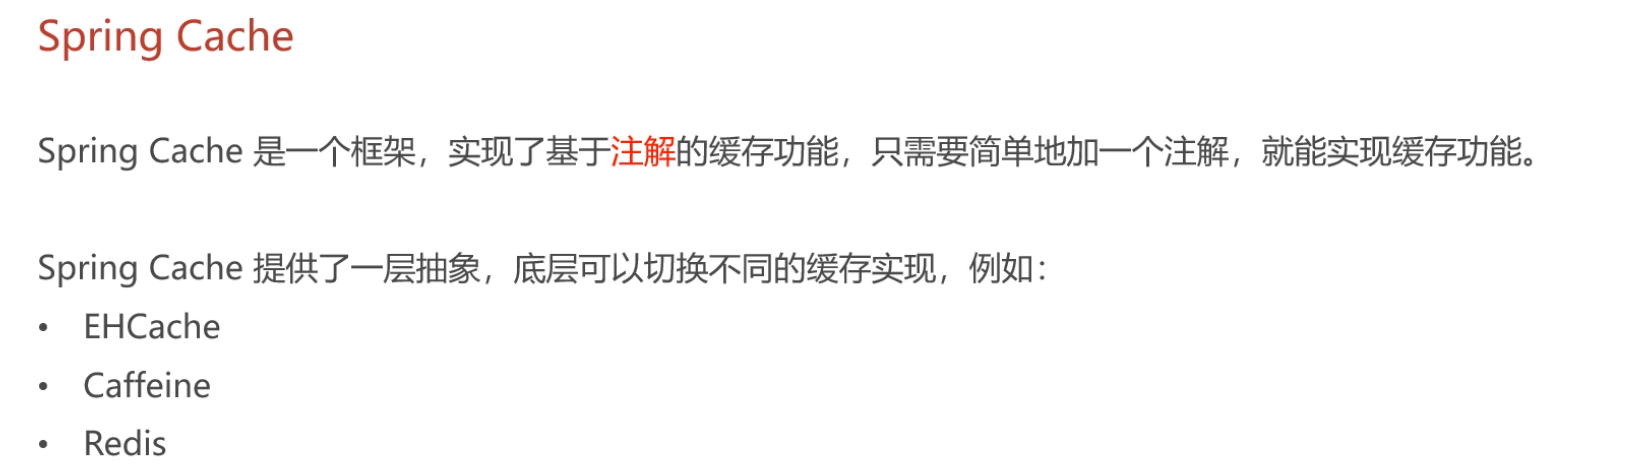 Spring Cache
Spring Cache 是一个框架，实现了基于注解的缓存功能，只需要简单地加一个注解，就能实现缓存功能。
Spring Cache 提供了一层抽象，底层可以切换不同的缓存实现，例如：
• EHCache
• Caffeine
• Redis